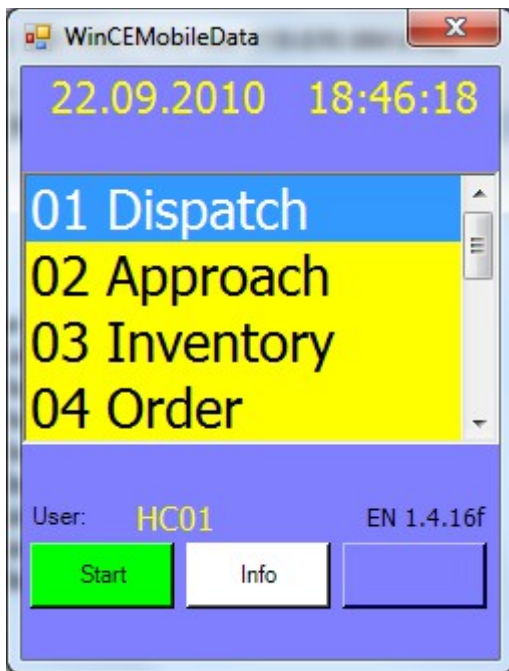 WinCEMobileData
22.09.2010 18:46:18
01 Dispatch
02 Approach
03 Inventory
04 Order
User: HC01 EN 1.4.16f
Start Info